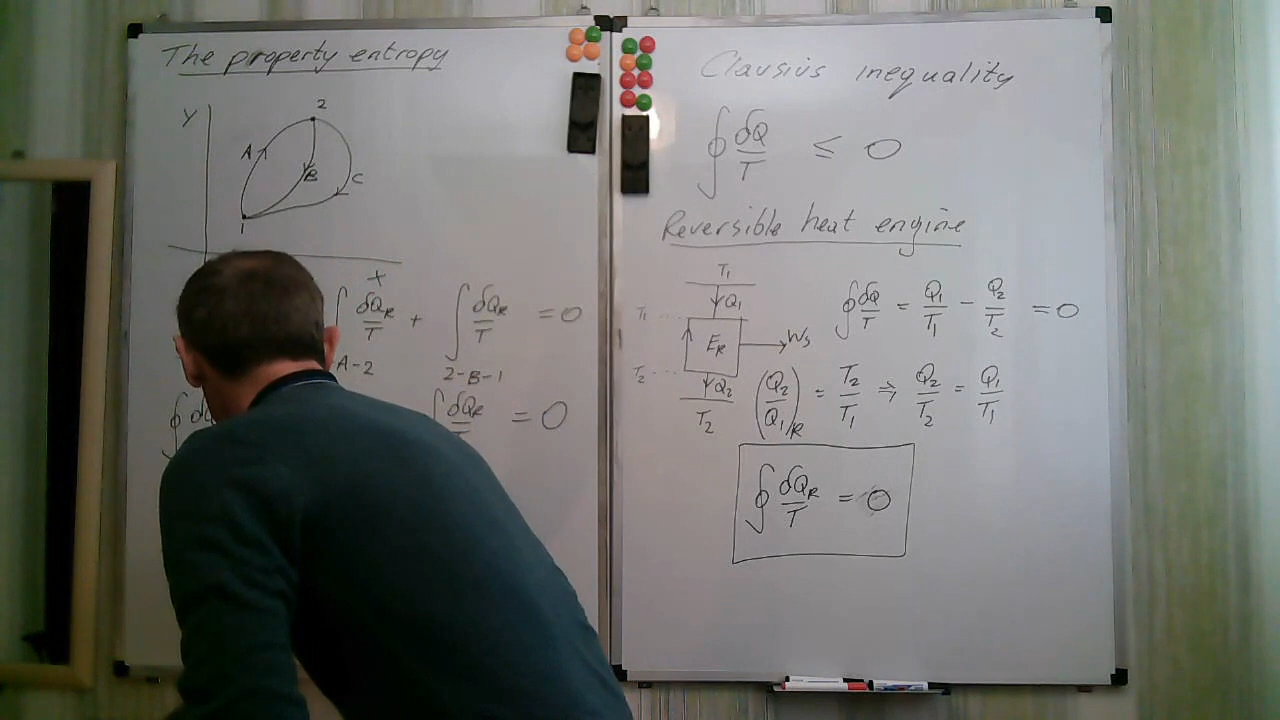 The property entropy
Y
2
A
B
C
1
X
∫ δQR/T + ∫ δQR/T = 0
A-2 2-B-1
∮ ∫ δQR = 0
Clausius inequality
∮ δQ/T ≤ 0
Reversible heat engine
T1
Q1
T1
ER
Ws
T2
Q2
T2
∮ δQ/T = Q1/T1 - Q2/T2 = 0
(Q2/Q1)R = T2/T1 ⇒ Q2/T2 = Q1/T1
∮ δQR/T = 0